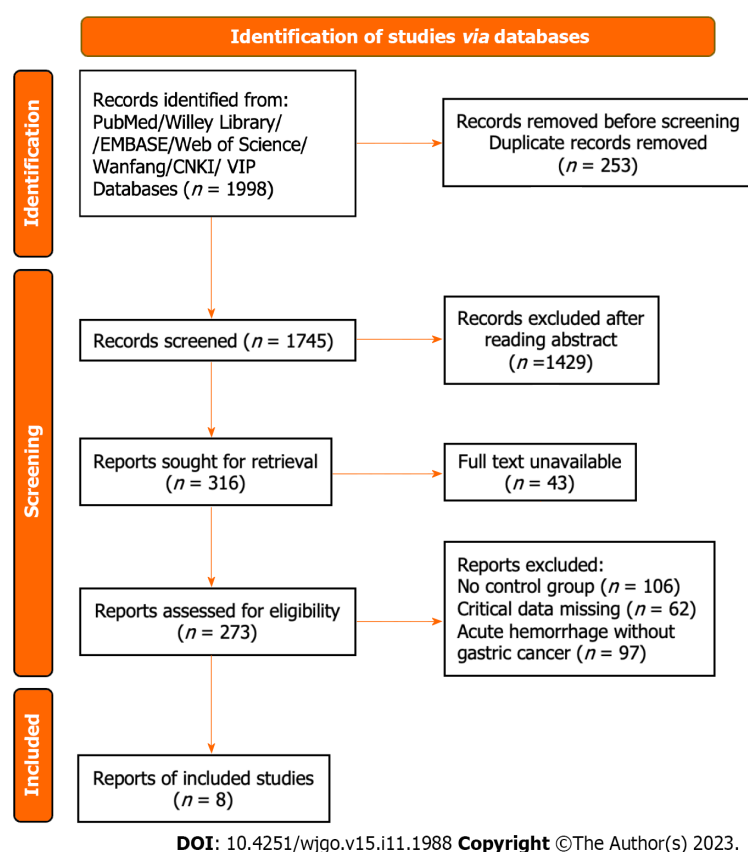 Identification of studies via databases
Identification
Records identified from:
PubMed/Willey Library/
/EMBASE/Web of Science/
Wanfang/CNKI/ VIP
Databases (n = 1998)
Records removed before screening
Duplicate records removed
(n = 253)
Screening
Records screened (n = 1745)
Records excluded after
reading abstract
(n =1429)
Reports sought for retrieval
(n = 316)
Full text unavailable
(n = 43)
Reports assessed for eligibility
(n = 273)
Reports excluded:
No control group (n = 106)
Critical data missing (n = 62)
Acute hemorrhage without
gastric cancer (n = 97)
Included
Reports of included studies
(n = 8)
DOI: 10.4251/wjgo.v15.i11.1988 Copyright ©The Author(s) 2023.